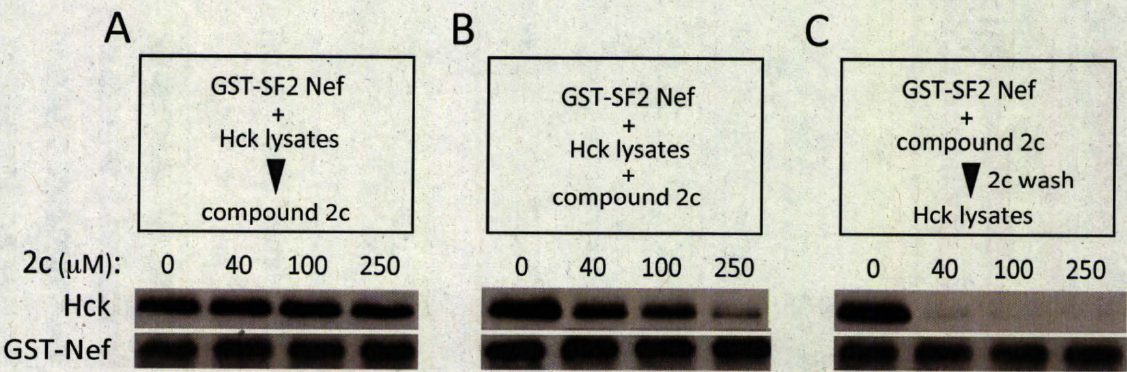 A
GST-SF2 Nef
+
Hck lysates
compound 2c
B
GST-SF2 Nef
+
Hck lysates
+
compound 2c
C
GST-SF2 Nef
+
compound 2c
2c wash
Hck lysates
2c (μM): 0 40 100 250 0 40 100 250 0 40 100 250
Hck
GST-Nef